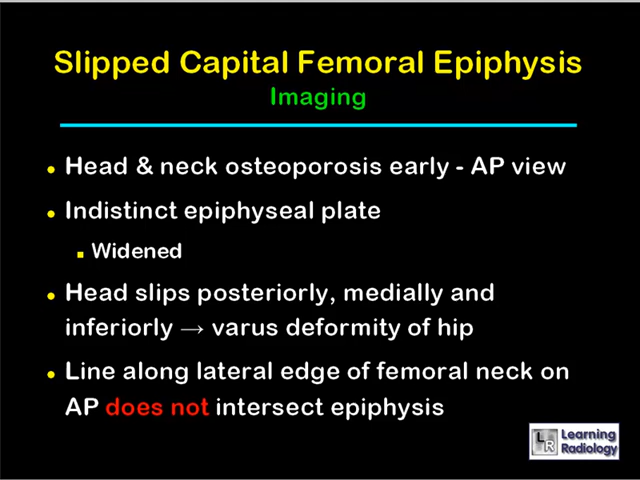 Slipped Capital Femoral Epiphysis
Imaging
Head & neck osteoporosis early - AP view
Indistinct epiphyseal plate
Widened
Head slips posteriorly, medially and
inferiorly → varus deformity of hip
Line along lateral edge of femoral neck on
AP does not intersect epiphysis
LR Learning
Radiology